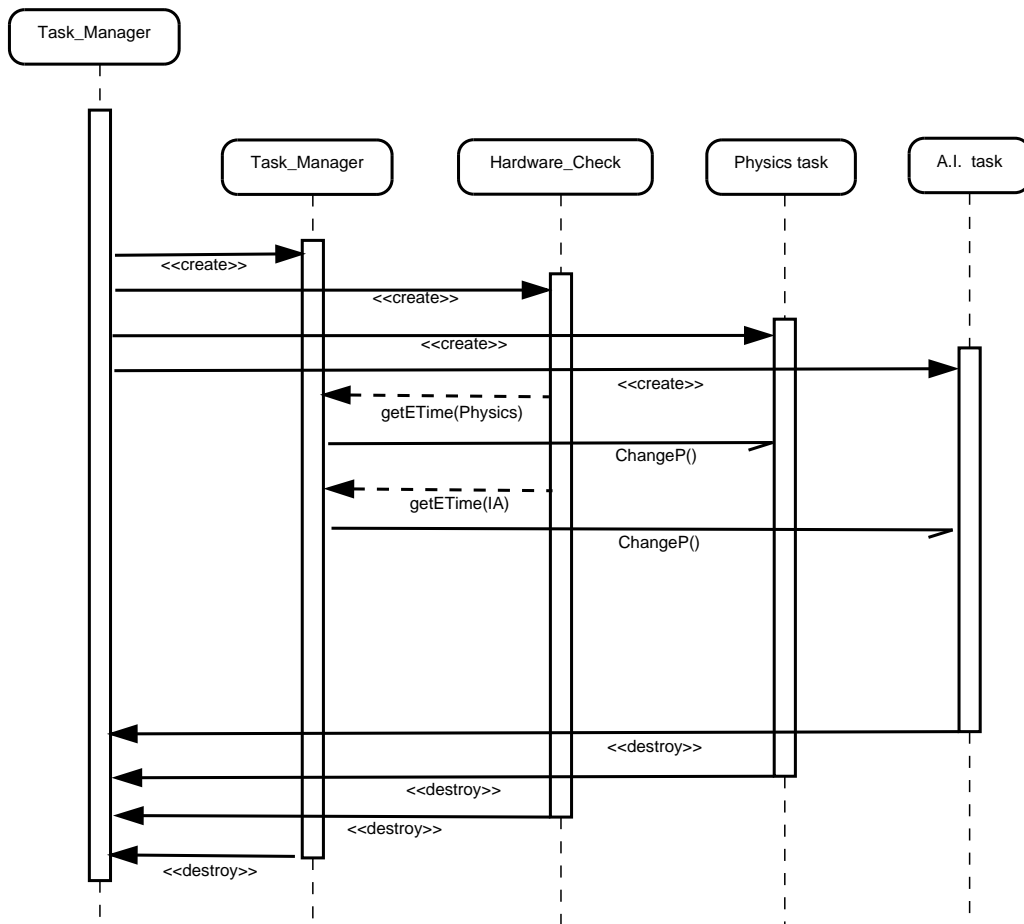 Task_Manager
Task_Manager
Hardware_Check
Physics task
A.I. task
<<create>>
<<create>>
<<create>>
<<create>>
getETime(Physics)
ChangeP()
getETime(IA)
ChangeP()
<<destroy>>
<<destroy>>
<<destroy>>
<<destroy>>